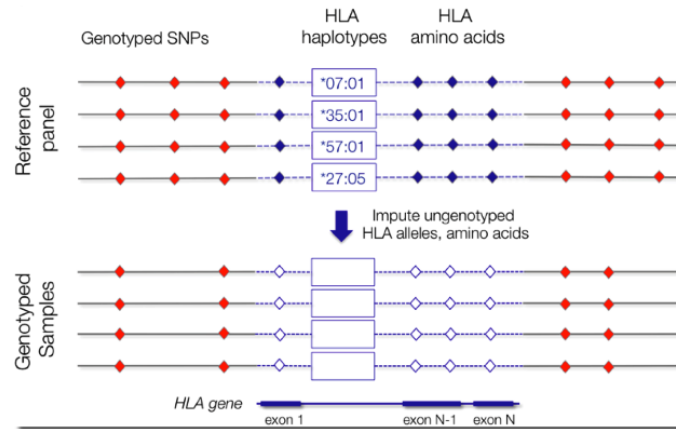 Genotyped SNPs
HLA
haplotypes
HLA
amino acids
Reference
panel
*07:01
*35:01
*57:01
*27:05
Impute ungenotyped
HLA alleles, amino acids
Genotyped
Samples
HLA gene
exon 1
exon N-1
exon N